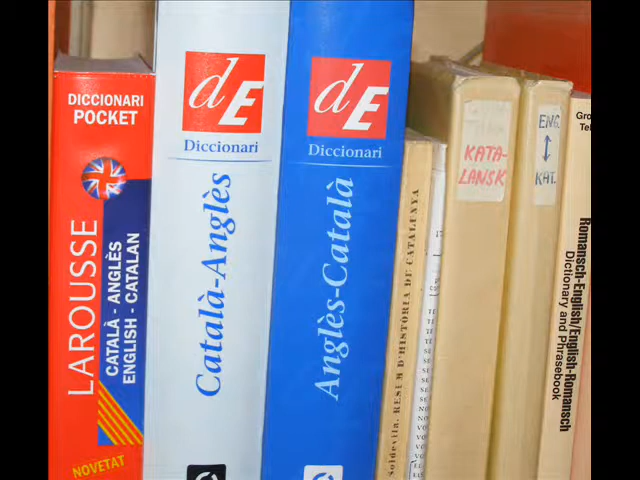 DICCIONARI
POCKET
LAROUSSE
CATALÀ - ANGLÈS
ENGLISH - CATALAN
NOVETAT
dE
Diccionari
Català-Anglès
dE
Diccionari
Anglès-Català
Soldevila. RESUM D'HISTÒRIA DE CATALUNYA
KATA-
LANSK
ENG.
KAT.
Romansch-English/English-Romansch
Dictionary and Phrasebook